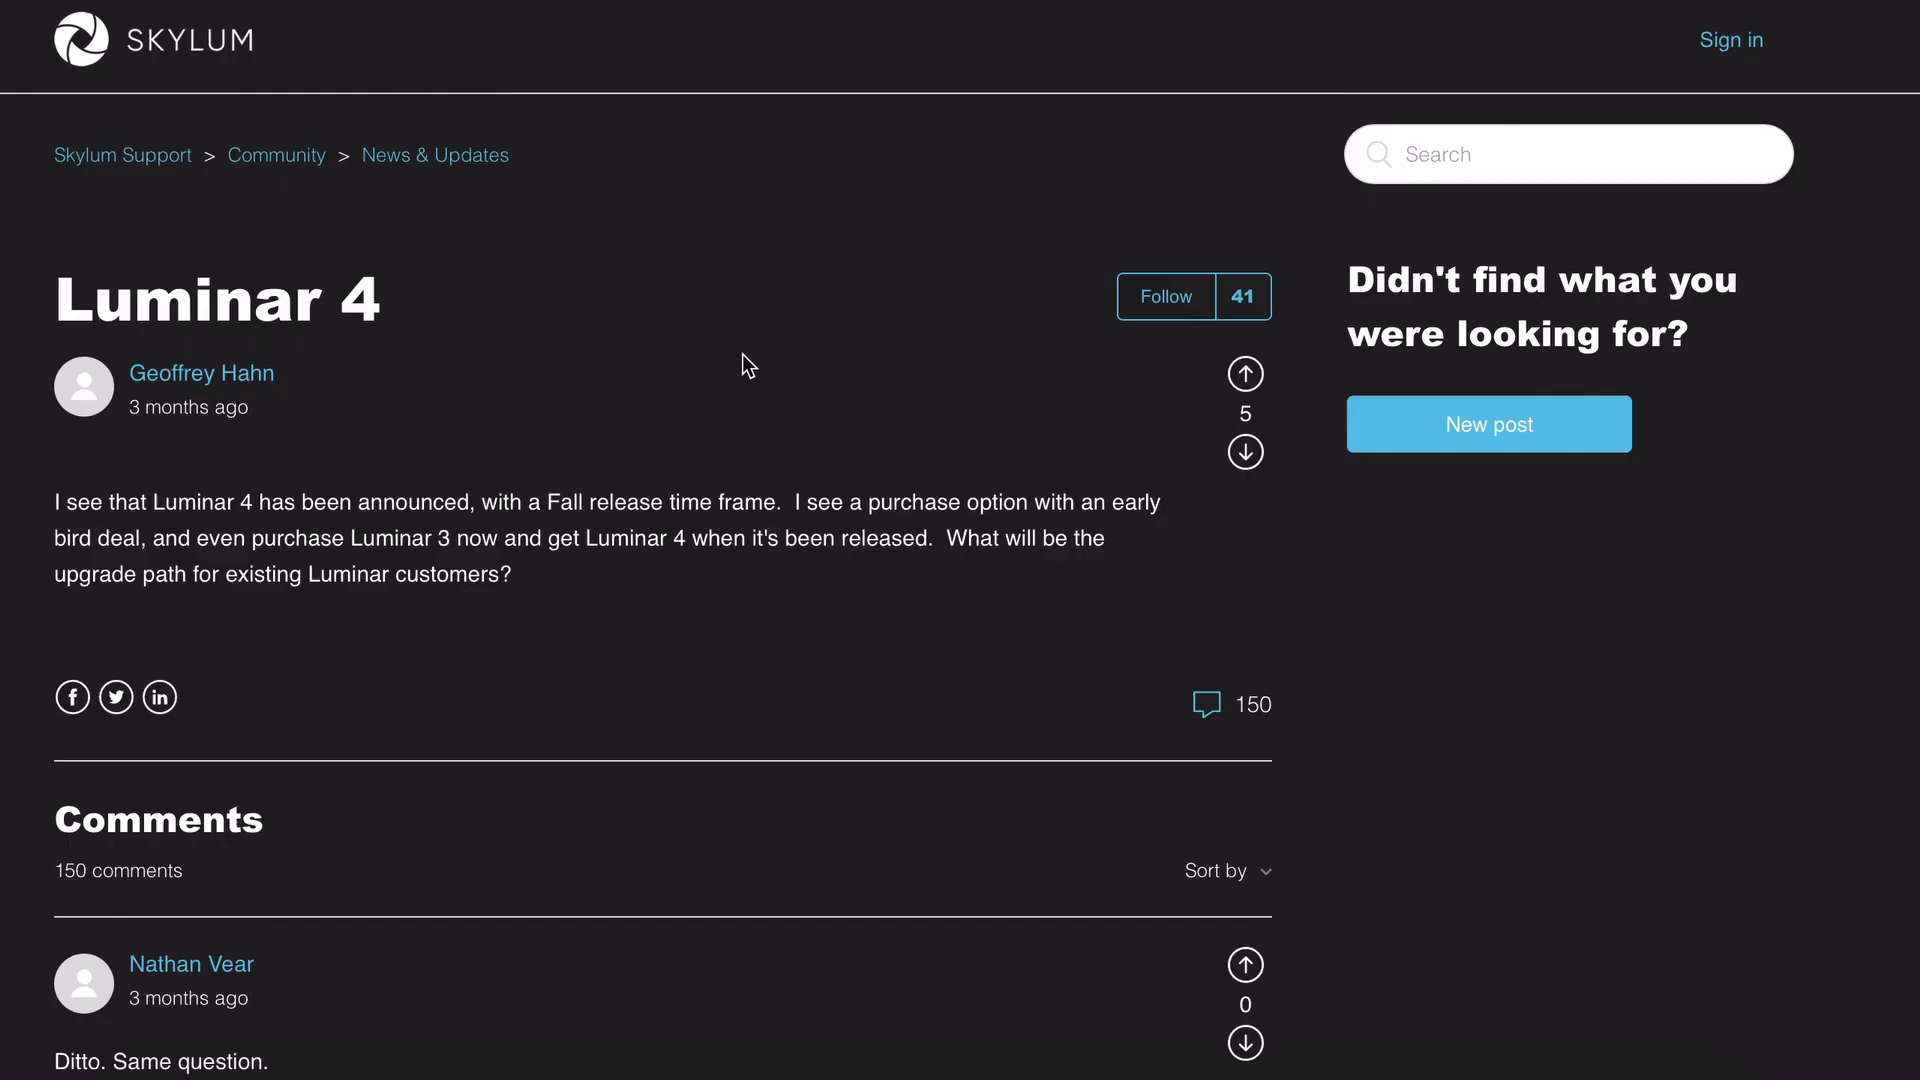 SKYLUM
Sign in
Skylum Support > Community > News & Updates
Search
Luminar 4
Follow 41
Geoffrey Hahn
3 months ago
5
I see that Luminar 4 has been announced, with a Fall release time frame.  I see a purchase option with an early
bird deal, and even purchase Luminar 3 now and get Luminar 4 when it's been released.  What will be the
upgrade path for existing Luminar customers?
Didn't find what you
were looking for?
New post
f
in
150
Comments
150 comments
Sort by
Nathan Vear
3 months ago
0
Ditto. Same question.